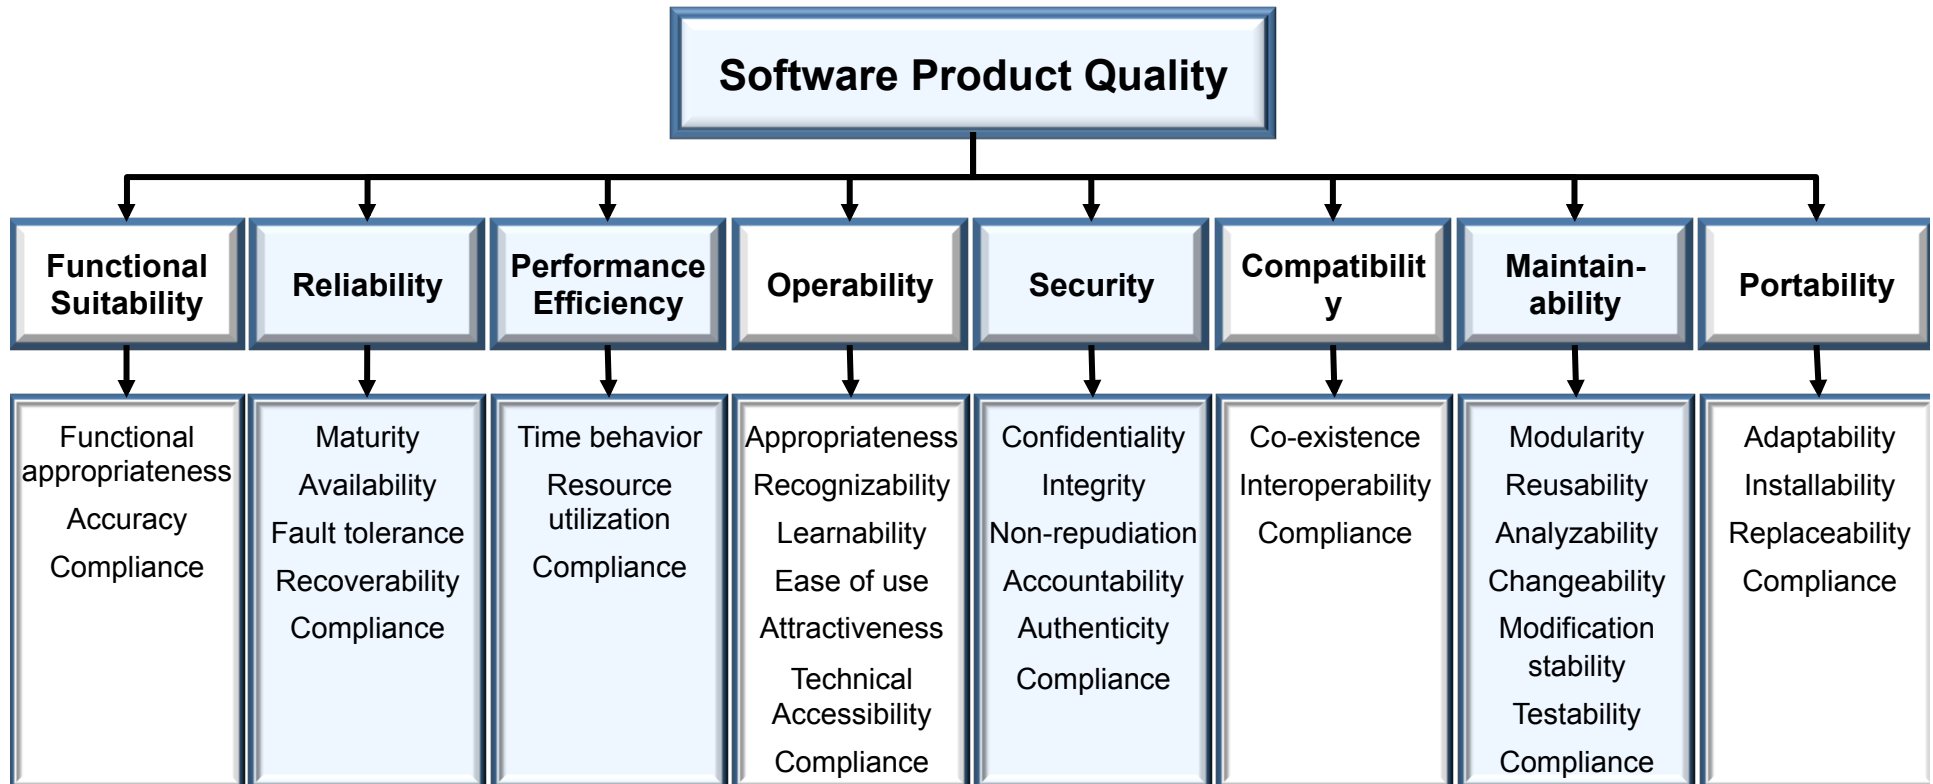 Software Product Quality
Functional
Suitability
Reliability
Performance
Efficiency
Operability
Security
Compatibilit
y
Maintain-
ability
Portability
Functional
appropriateness
Accuracy
Compliance
Maturity
Availability
Fault tolerance
Recoverability
Compliance
Time behavior
Resource
utilization
Compliance
Appropriateness
Recognizability
Learnability
Ease of use
Attractiveness
Technical
Accessibility
Compliance
Confidentiality
Integrity
Non-repudiation
Accountability
Authenticity
Compliance
Co-existence
Interoperability
Compliance
Modularity
Reusability
Analyzability
Changeability
Modification
stability
Testability
Compliance
Adaptability
Installability
Replaceability
Compliance